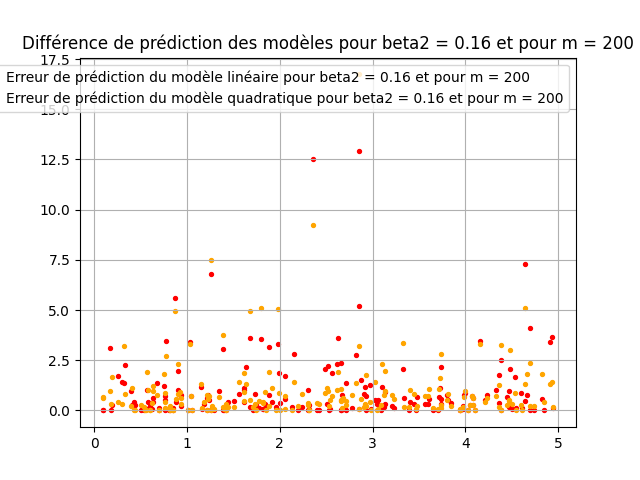 Différence de prédiction des modèles pour beta2 = 0.16 et pour m = 200
17.5
Erreur de prédiction du modèle linéaire pour beta2 = 0.16 et pour m = 200
Erreur de prédiction du modèle quadratique pour beta2 = 0.16 et pour m = 200
15.0
12.5
10.0
7.5
5.0
2.5
0.0
0 1 2 3 4 5